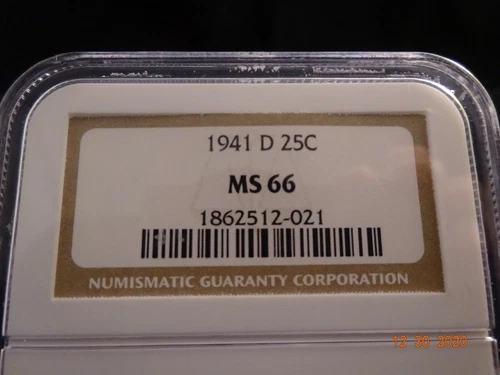 1941 D 25C
MS 66
1862512-021
NUMISMATIC GUARANTY CORPORATION
12 30 2020